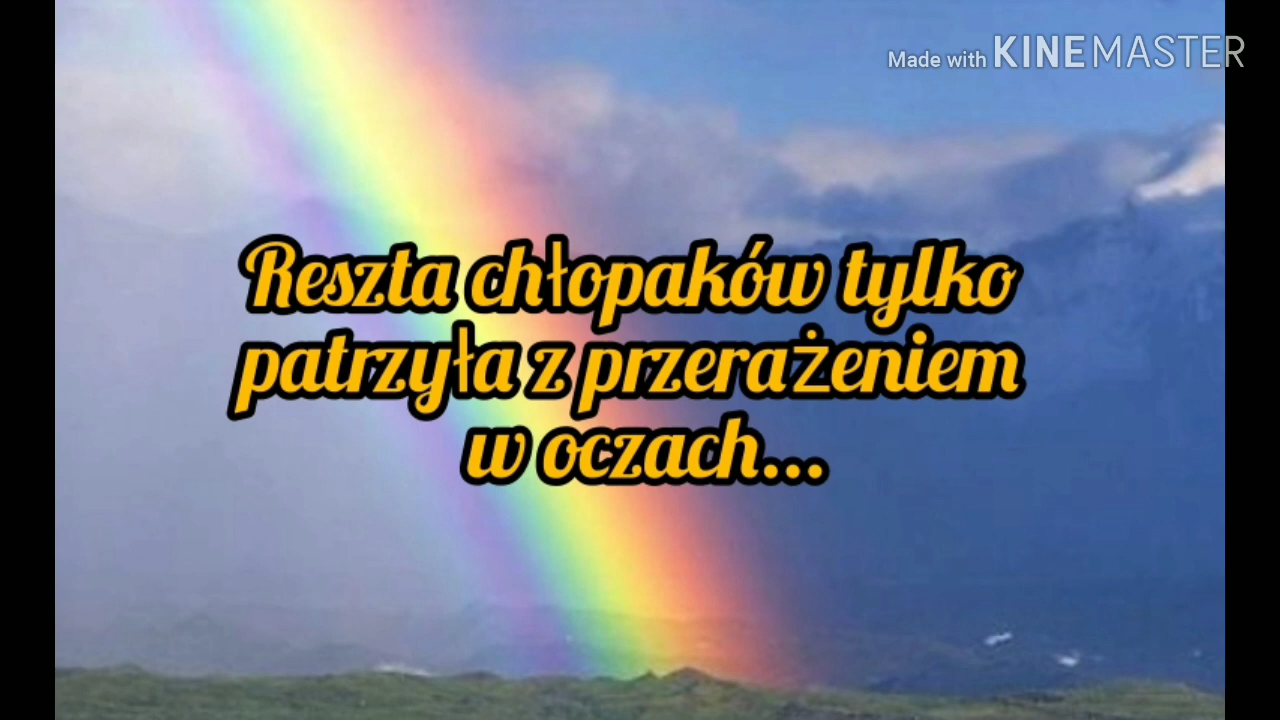 Made with KINEMASTER
Reszta chłopaków tylko
patrzyła z przerażeniem
w oczach...